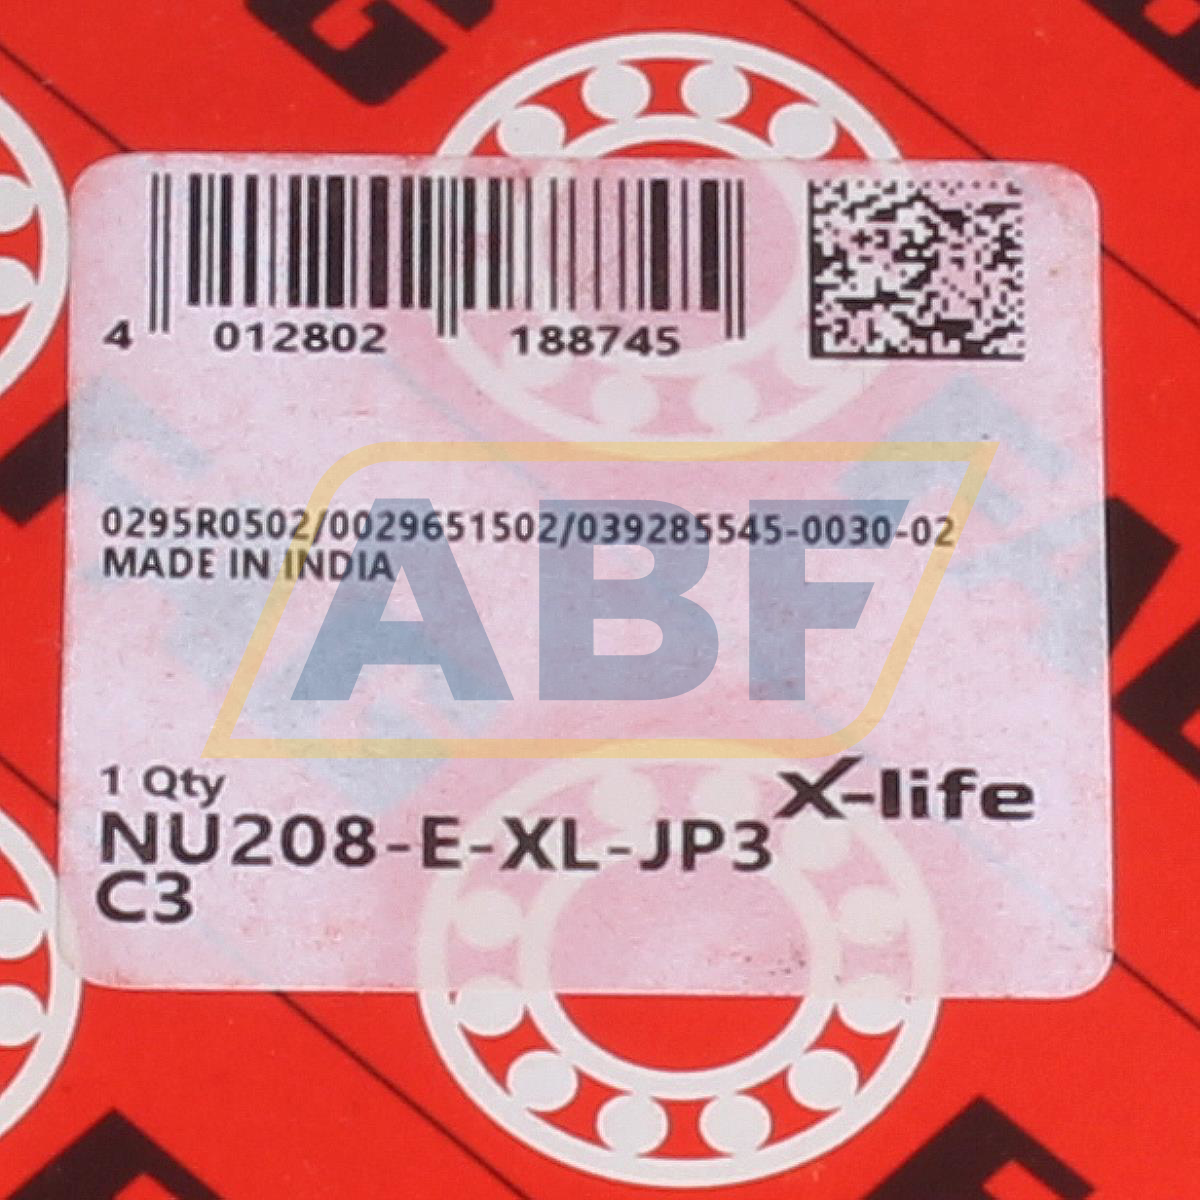 4 012802 188745
0295R0502/0029651502/039285545-0030-02
MADE IN INDIA
ABF
1 Qty
X-life
NU208-E-XL-JP3
C3